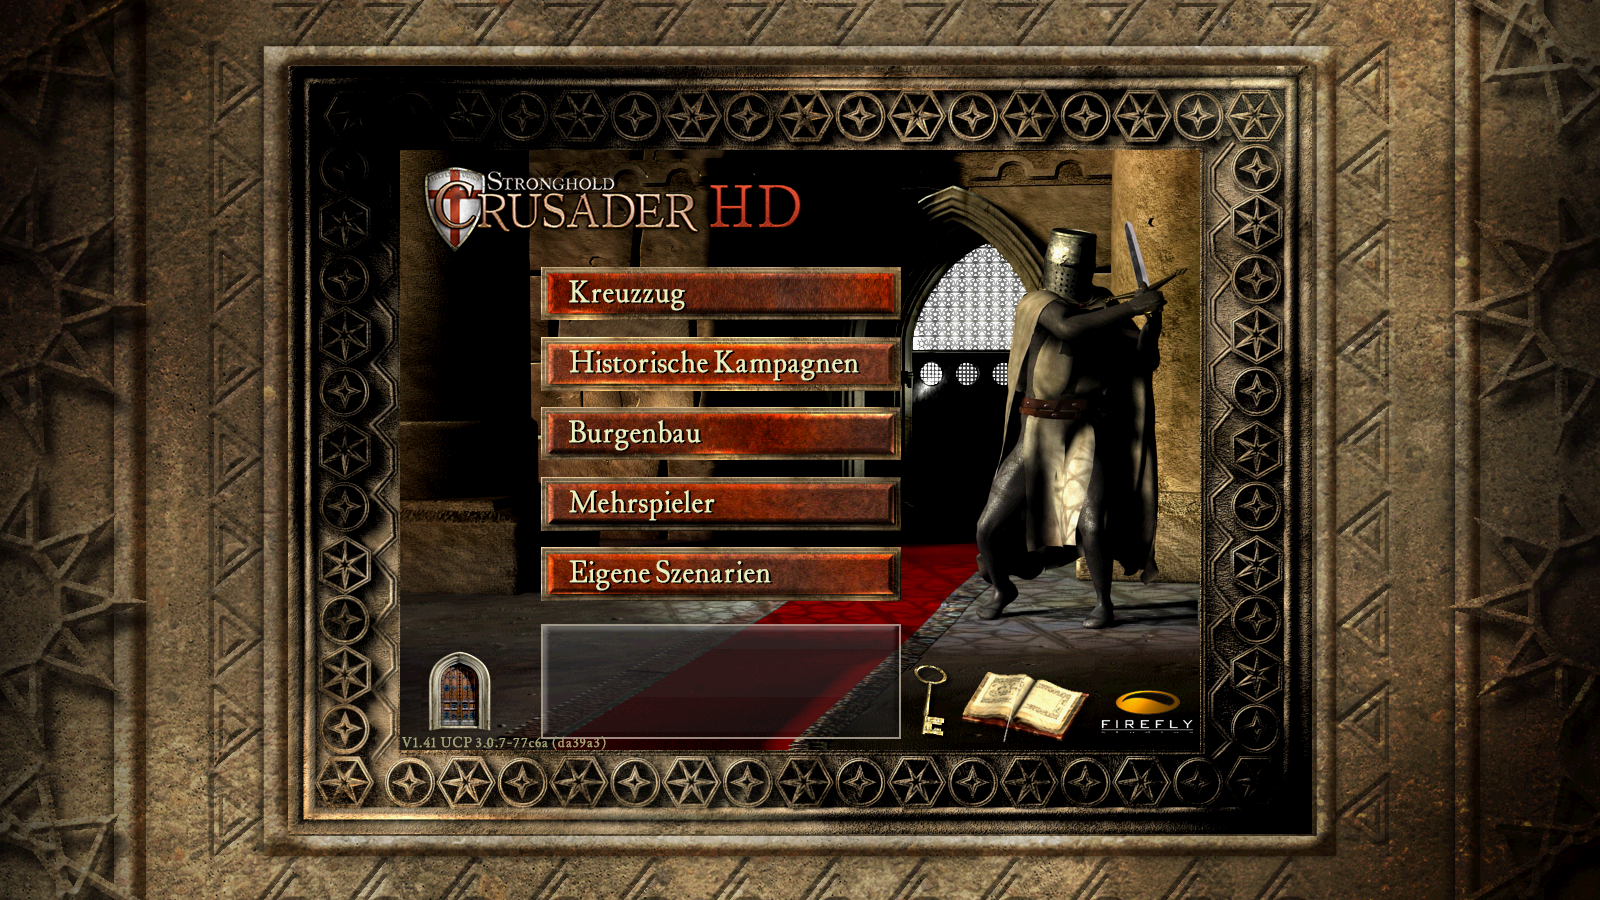 STRONGHOLD
CRUSADER HD
Kreuzzug
Historische Kampagnen
Burgenbau
Mehrspieler
Eigene Szenarien
FIREFLY
V1.41 UCP 3.0.7-77c6a (da39a3)